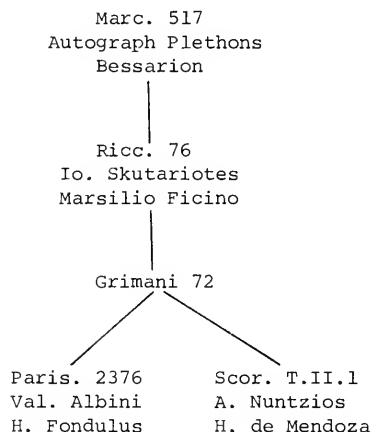 Marc. 517
Autograph Plethons
Bessarion
Ricc. 76
Io. Skutariotes
Marsilio Ficino
Grimani 72
Paris. 2376 Scor. T.II.1
Val. Albini A. Nuntzios
H. Fondulus H. de Mendoza